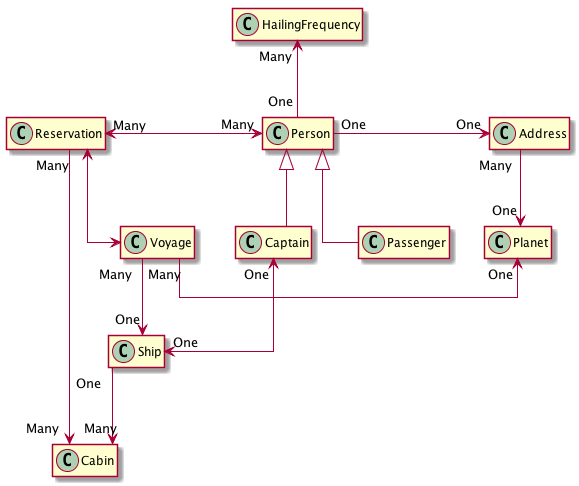 C HailingFrequency
Many
One
C Reservation
Many
Many
C Person
One
One
C Address
Many
Many
One
C Voyage
C Captain
C Passenger
C Planet
Many
Many
One
One
One
One
C Ship
One
Many
Many
C Cabin